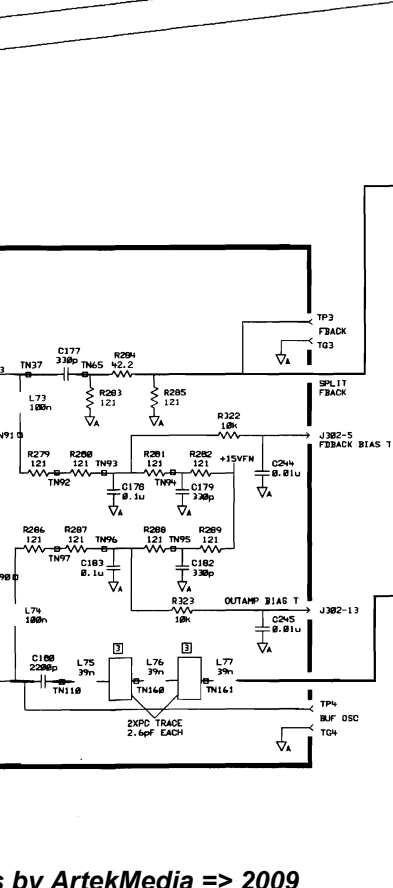 TP3
FBACK
TG3
C177
330p
R284
42.2
3
TN37
TN65
A
R283
121
R285
121
SPLIT
FBACK
L73
100n
A
A
R322
10k
TN91
J302-5
FDBACK BIAS T
R279
121
R280
121
TN93
R281
121
R282
121
+15VFN
C244
0.01u
TN92
TN94
C178
0.1u
C179
330p
A
A
A
R286
121
R287
121
TN96
R288
121
TN95
R289
121
TN97
C183
0.1u
C182
330p
90
A
A
L74
100n
R323
10k
OUTAMP BIAS T
J302-13
C245
0.01u
A
C180
2200p
L75
39n
3
L76
39n
3
L77
39n
TN110
TN160
TN161
2XPC TRACE
2.6pF EACH
TP4
BUF OSC
TG4
A
s by ArtekMedia => 2009